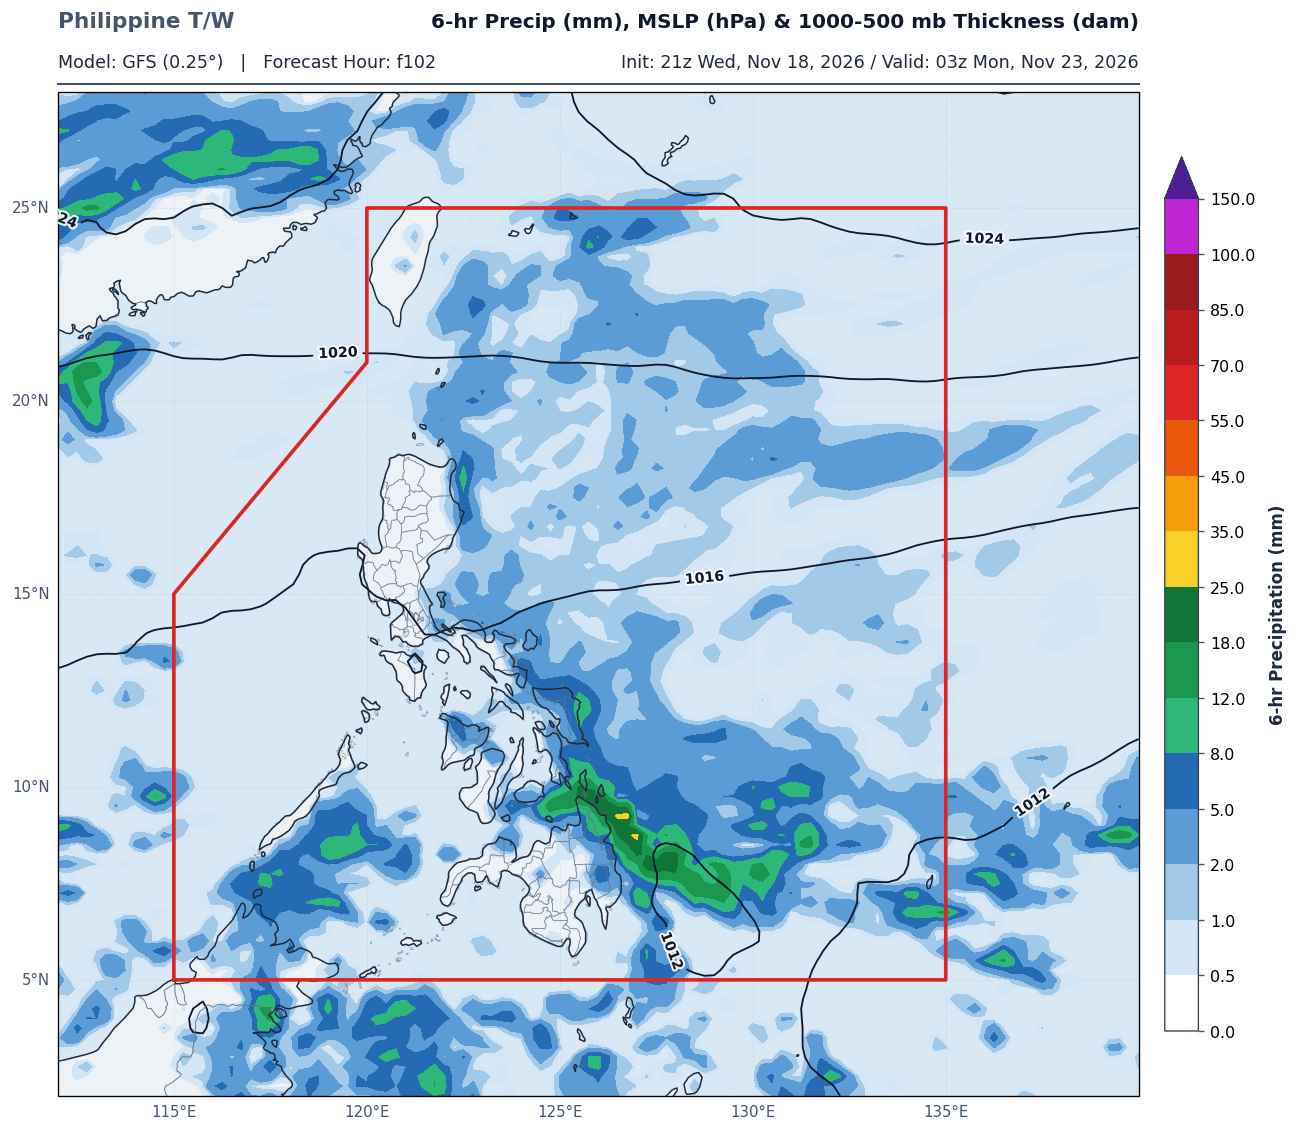 Philippine T/W
6-hr Precip (mm), MSLP (hPa) & 1000-500 mb Thickness (dam)
Model: GFS (0.25°)   |   Forecast Hour: f102
Init: 21z Wed, Nov 18, 2026 / Valid: 03z Mon, Nov 23, 2026
25°N
20°N
15°N
10°N
5°N
115°E
120°E
125°E
130°E
135°E
24
1024
1020
1016
1012
1012
150.0
100.0
85.0
70.0
55.0
45.0
35.0
25.0
18.0
12.0
8.0
5.0
2.0
1.0
0.5
0.0
6-hr Precipitation (mm)